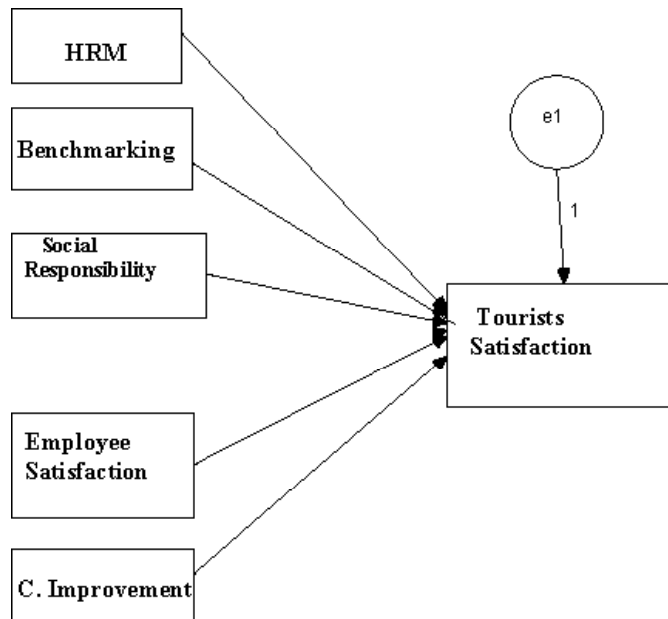 HRM
Benchmarking
Social
Responsibility
Employee
Satisfaction
C. Improvement
e1
1
Tourists
Satisfaction